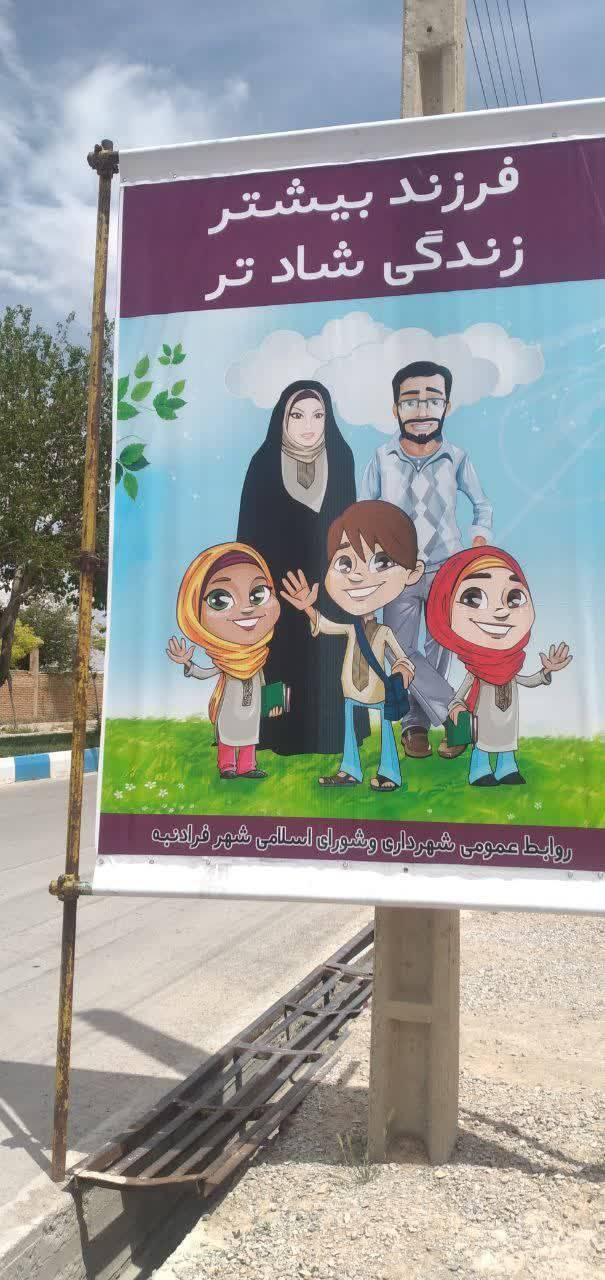 فرزند بیشتر
زندگی شاد تر
روابط عمومی شهرداری وشورای اسلامی شهر فرادنبه